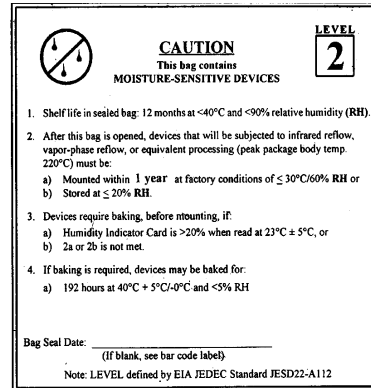 LEVEL
2
CAUTION
This bag contains
MOISTURE-SENSITIVE DEVICES
1. Shelf life in sealed bag: 12 months at <40°C and <90% relative humidity (RH).
2. After this bag is opened, devices that will be subjected to infrared reflow,
vapor-phase reflow, or equivalent processing (peak package body temp.
220°C) must be:
a) Mounted within 1 year at factory conditions of ≤ 30°C/60% RH or
b) Stored at ≤ 20% RH.
3. Devices require baking, before mounting, if:
a) Humidity Indicator Card is >20% when read at 23°C ± 5°C, or
b) 2a or 2b is not met.
4. If baking is required, devices may be baked for:
a) 192 hours at 40°C + 5°C/-0°C and <5% RH
Bag Seal Date:
(If blank, see bar code label)
Note: LEVEL defined by EIA JEDEC Standard JESD22-A112